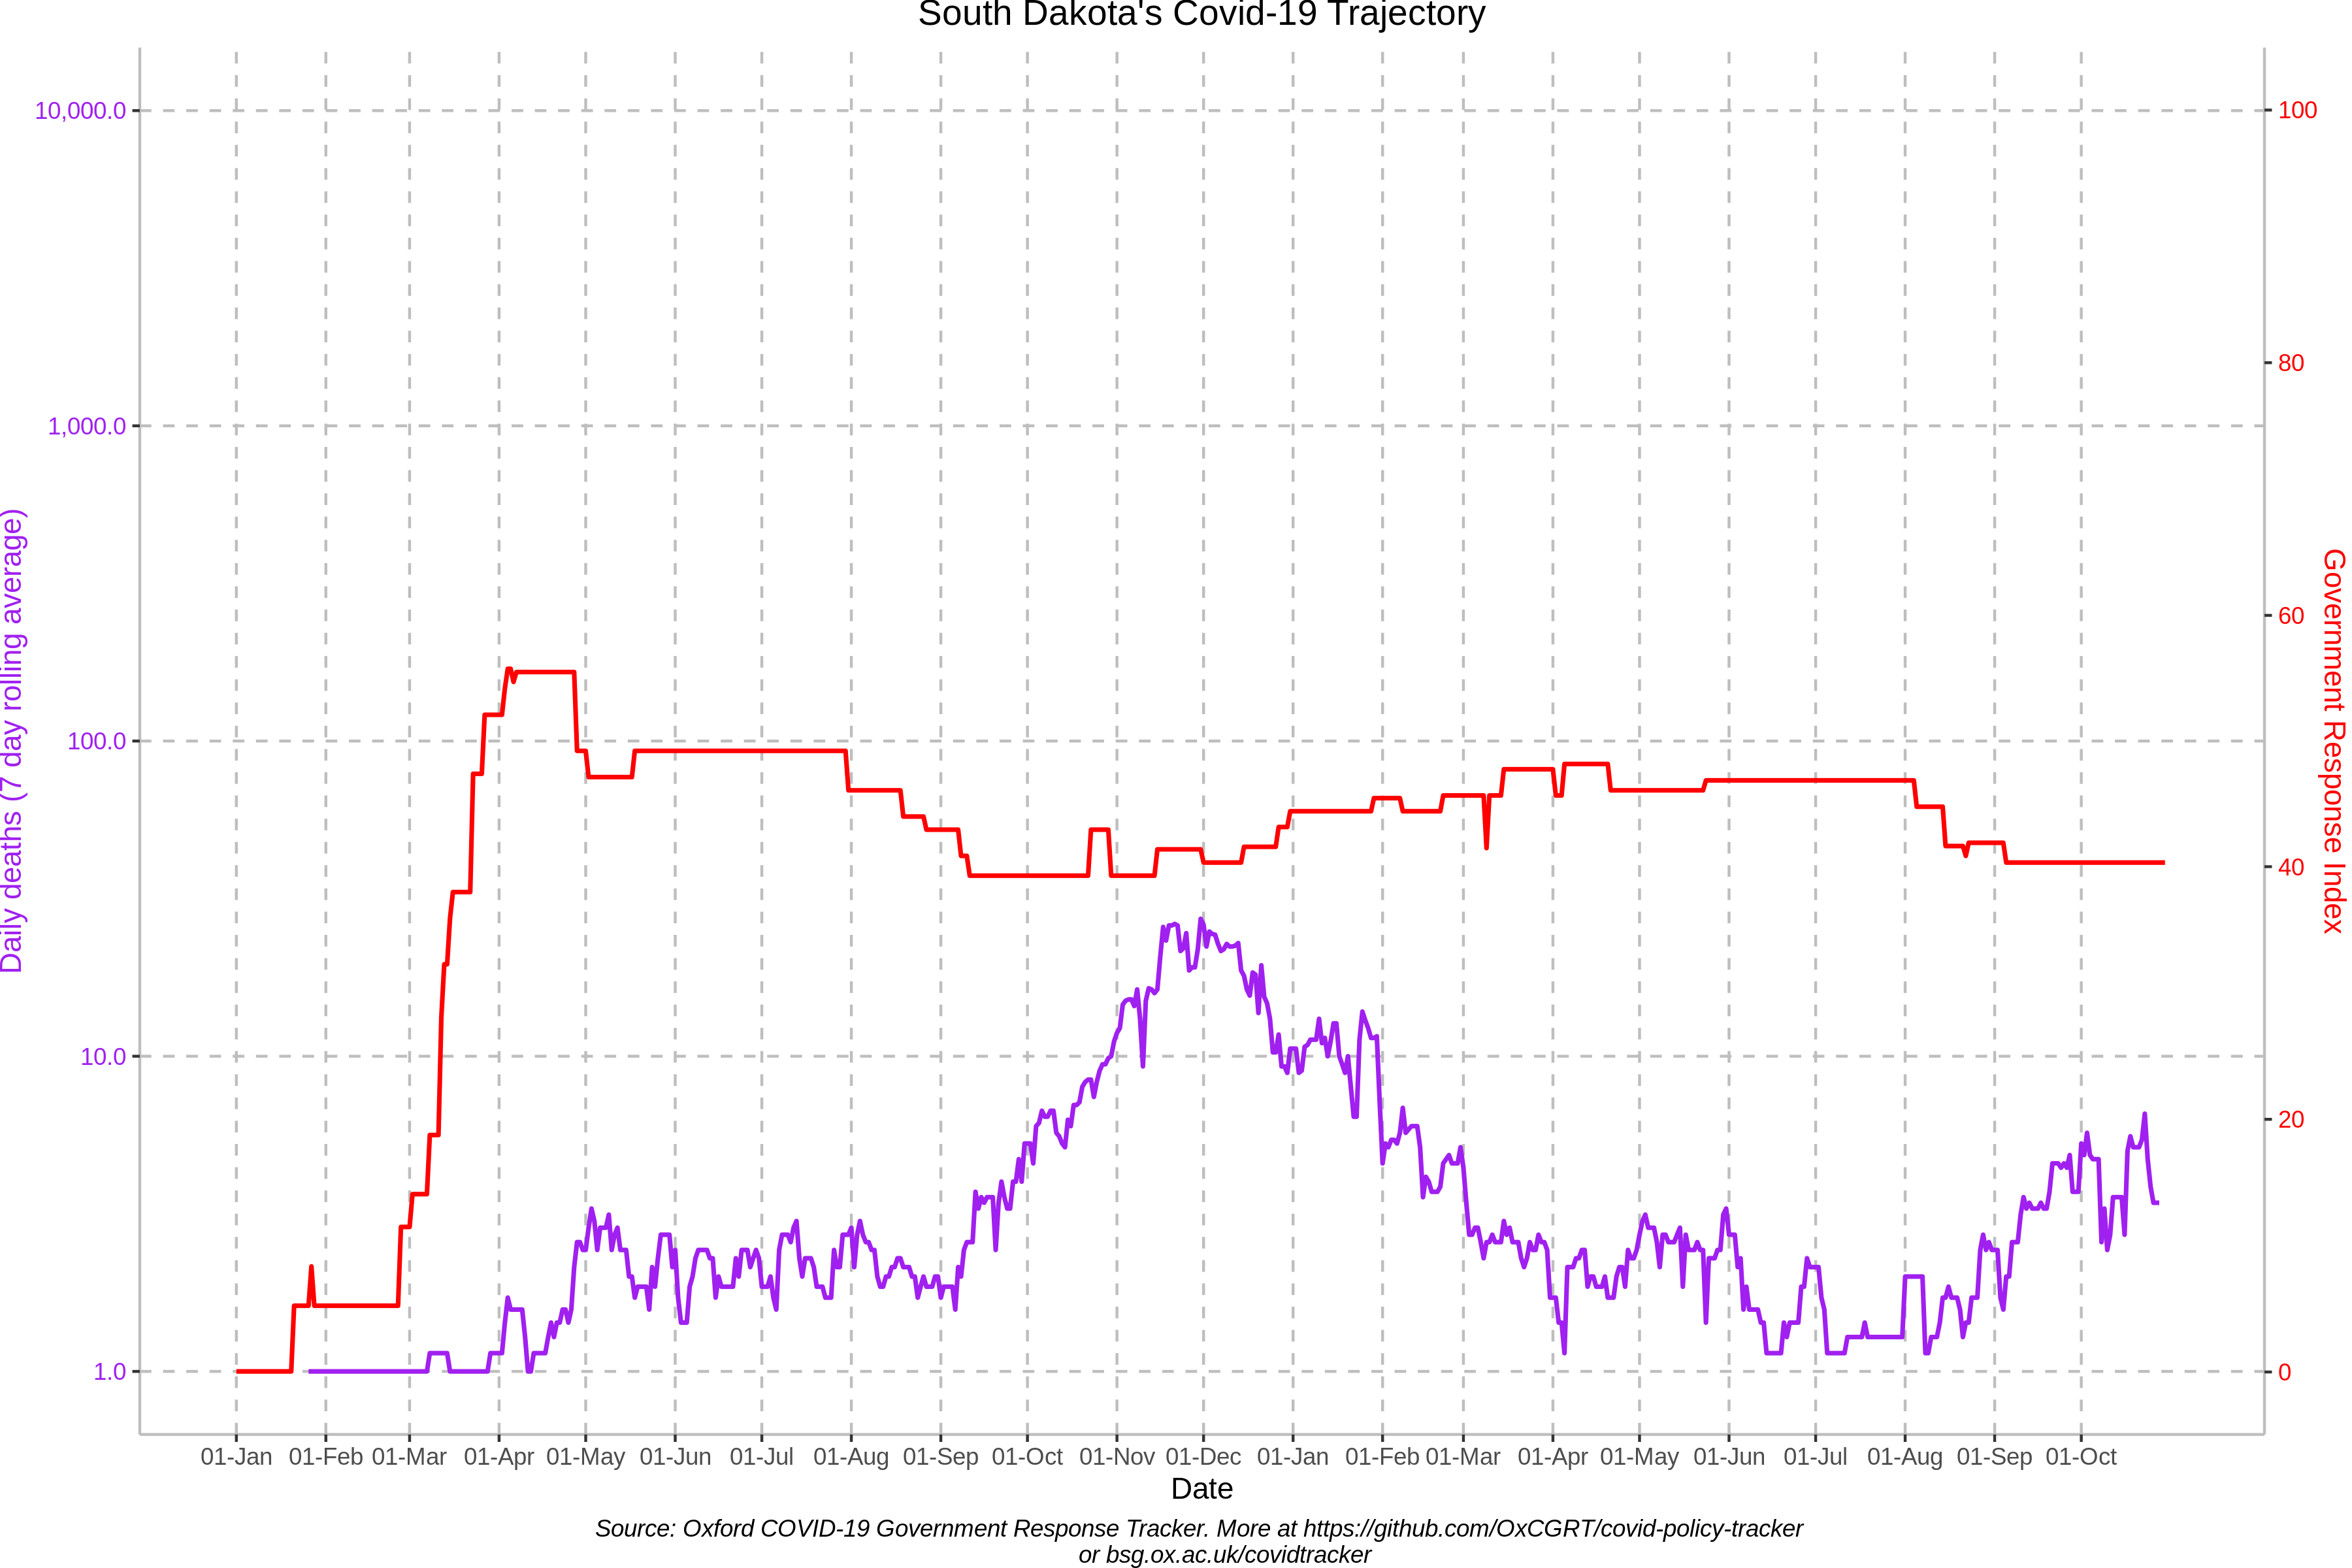 South Dakota's Covid-19 Trajectory
10,000.0
1,000.0
100.0
10.0
1.0
Daily deaths (7 day rolling average)
100
80
60
40
20
0
Government Response Index
01-Jan 01-Feb 01-Mar 01-Apr 01-May 01-Jun 01-Jul 01-Aug 01-Sep 01-Oct 01-Nov 01-Dec 01-Jan 01-Feb 01-Mar 01-Apr 01-May 01-Jun 01-Jul 01-Aug 01-Sep 01-Oct
Date
Source: Oxford COVID-19 Government Response Tracker. More at https://github.com/OxCGRT/covid-policy-tracker
or bsg.ox.ac.uk/covidtracker